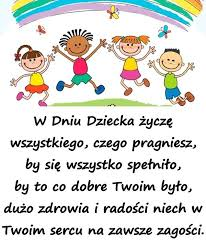 W Dniu Dziecka życzę
wszystkiego, czego pragniesz,
by się wszystko spełniło,
by to co dobre Twoim było,
dużo zdrowia i radości niech w
Twoim sercu na zawsze zagości.